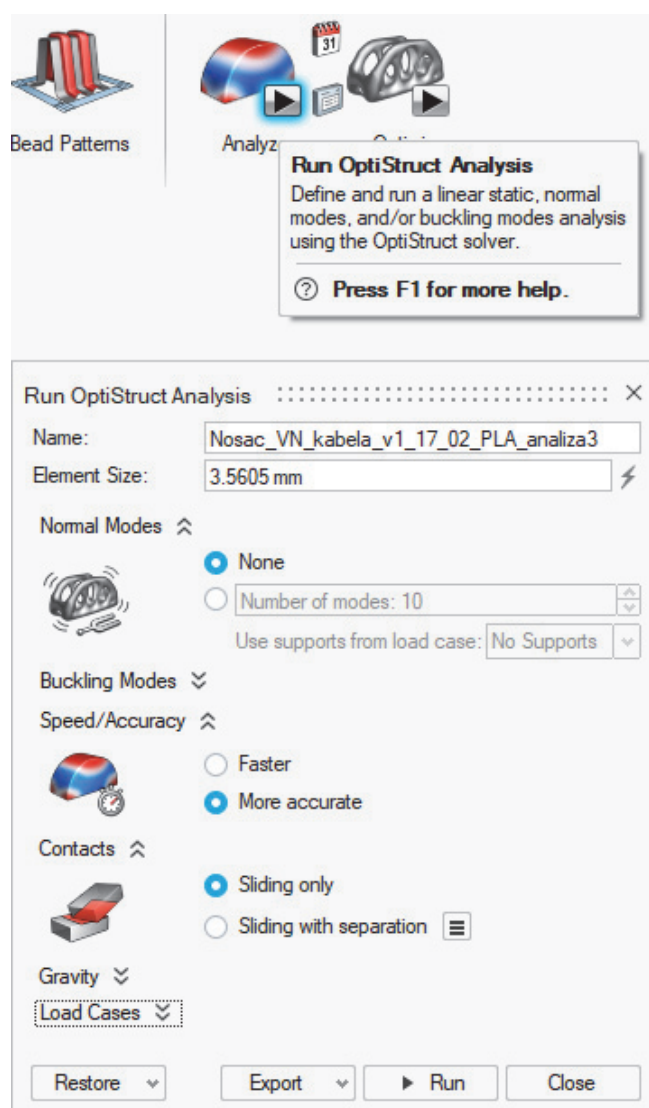 31
Bead Patterns
Analyz
Run OptiStruct Analysis
Define and run a linear static, normal
modes, and/or buckling modes analysis
using the OptiStruct solver.
? Press F1 for more help.
Run OptiStruct Analysis
Name: Nosac_VN_kabela_v1_17_02_PLA_analiza3
Element Size: 3.5605 mm
Normal Modes
None
Number of modes: 10
Use supports from load case: No Supports
Buckling Modes
Speed/Accuracy
Faster
More accurate
Contacts
Sliding only
Sliding with separation
Gravity
Load Cases
Restore Export Run Close